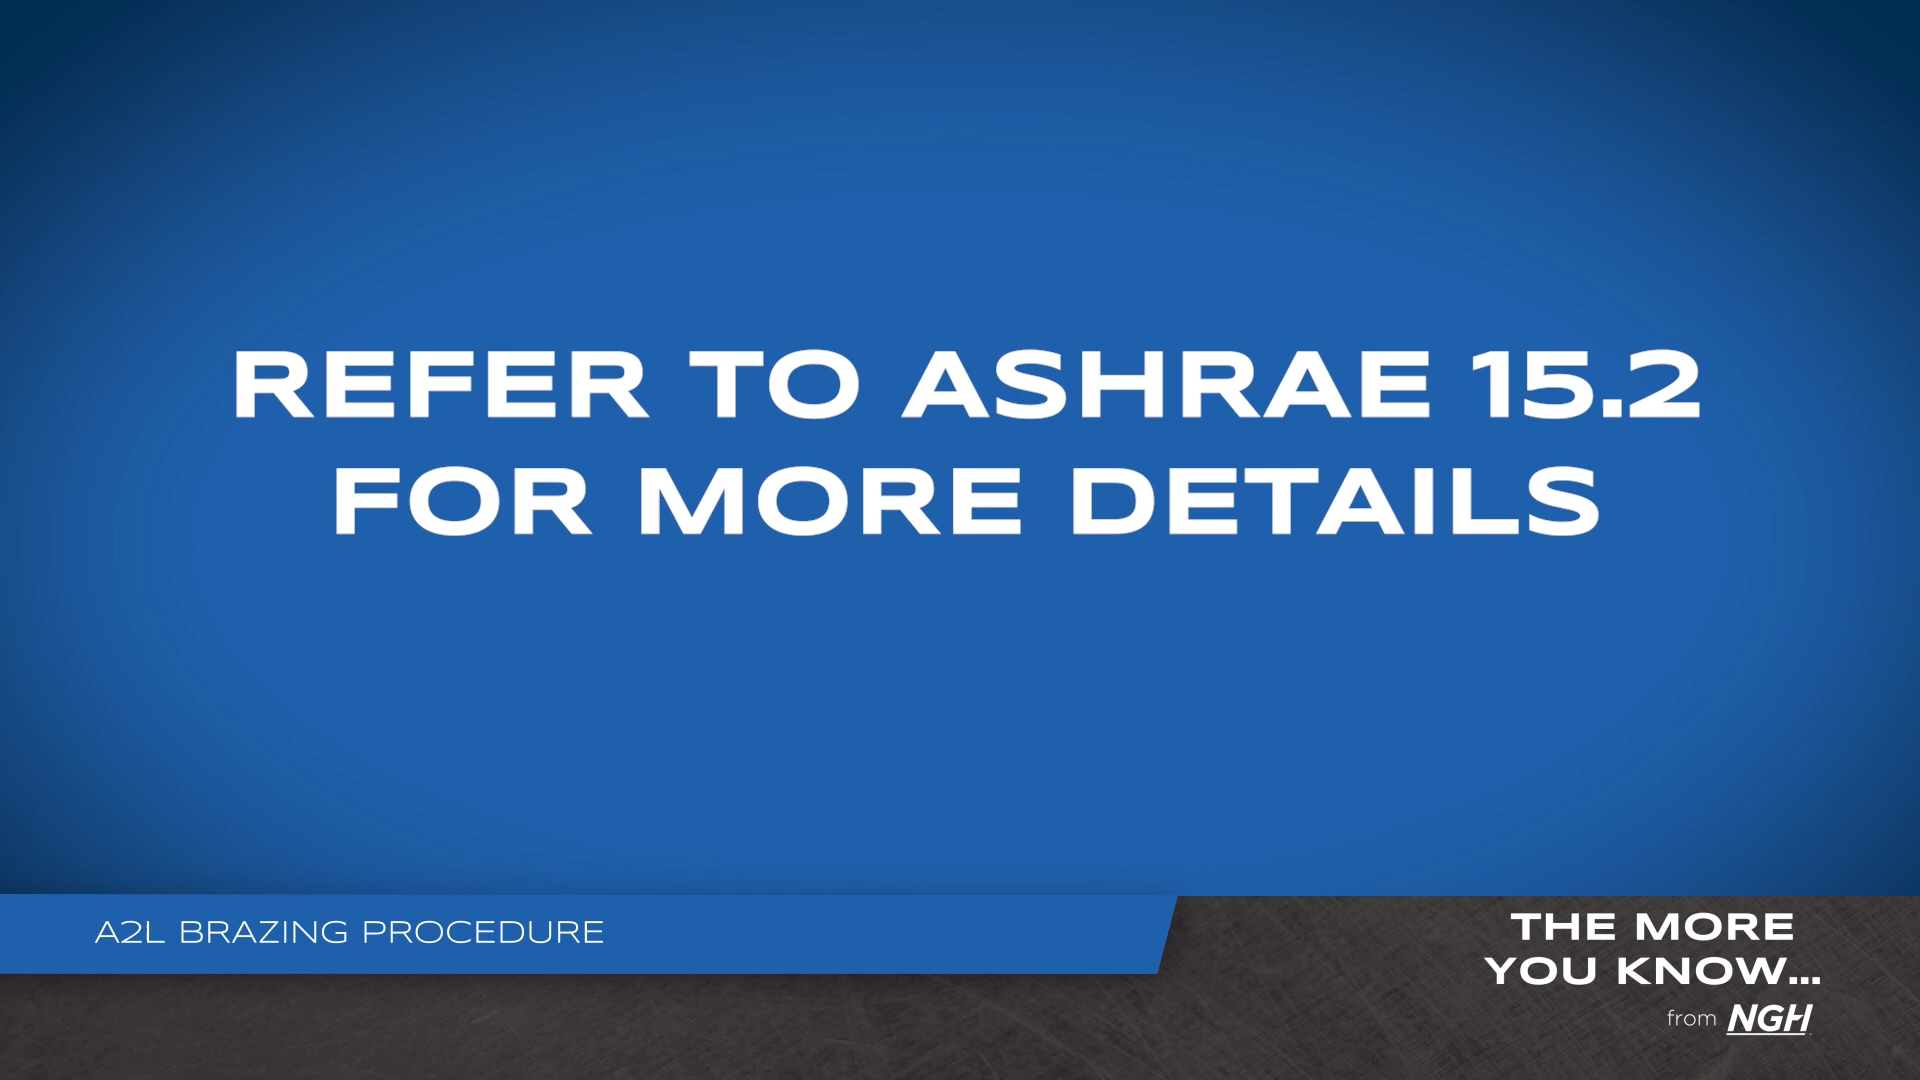 REFER TO ASHRAE 15.2
FOR MORE DETAILS
A2L BRAZING PROCEDURE
THE MORE
YOU KNOW...
from NGH